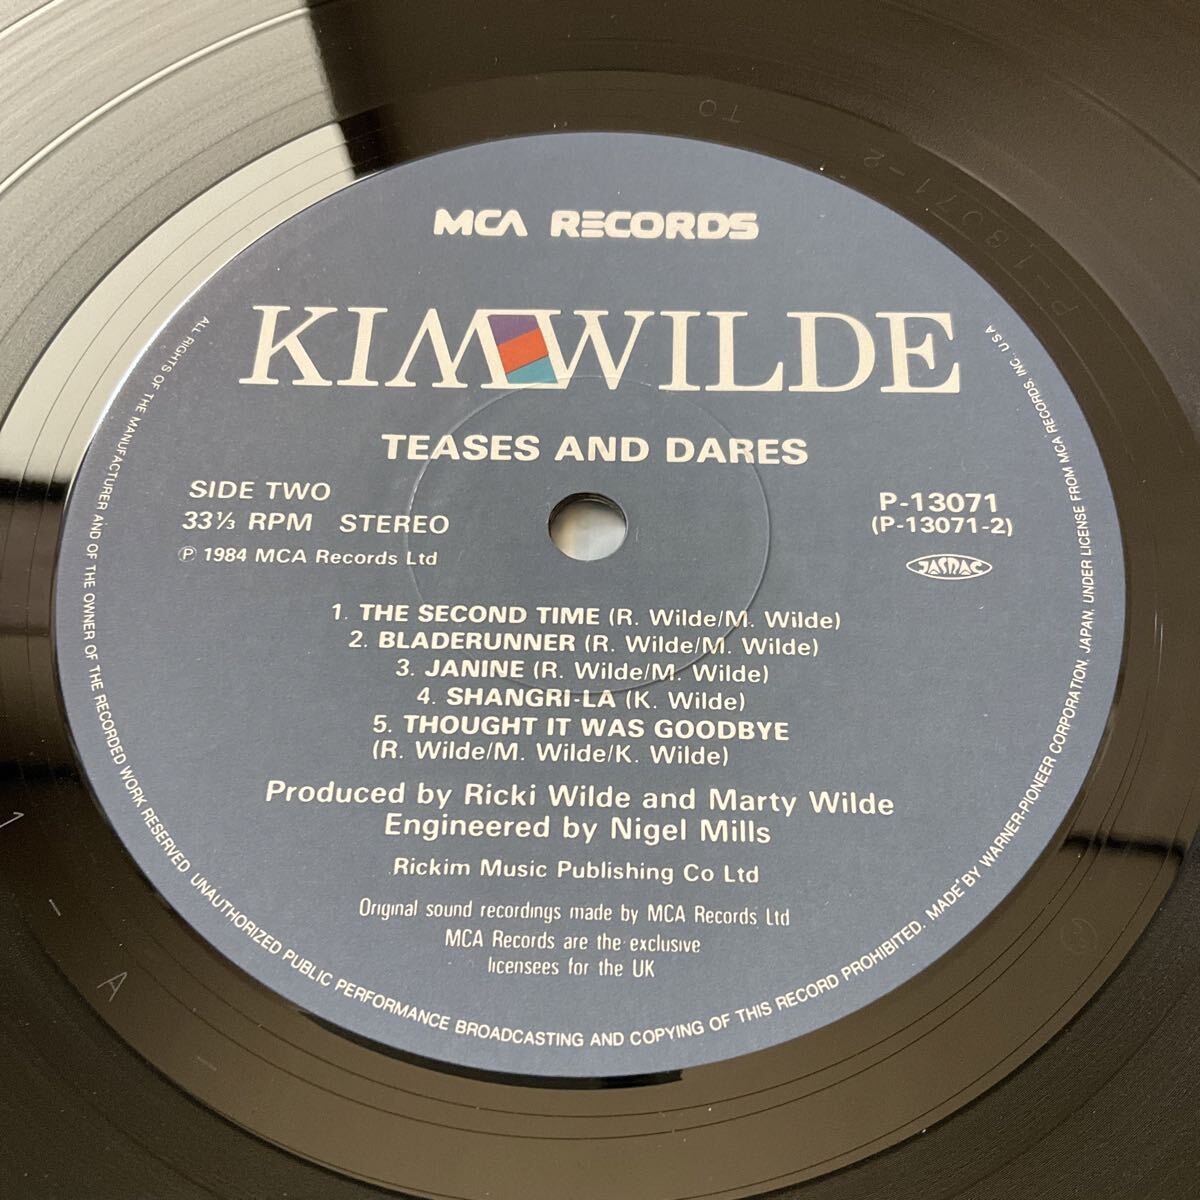 MCA RECORDS
KIM WILDE
TEASES AND DARES
SIDE TWO
33⅓ RPM STEREO
℗ 1984 MCA Records Ltd
P-13071
(P-13071-2)
JASRAC
1. THE SECOND TIME (R. Wilde/M. Wilde)
2. BLADERUNNER (R. Wilde/M. Wilde)
3. JANINE (R. Wilde/M. Wilde)
4. SHANGRI-LA (K. Wilde)
5. THOUGHT IT WAS GOODBYE
(R. Wilde/M. Wilde/K. Wilde)
Produced by Ricki Wilde and Marty Wilde
Engineered by Nigel Mills
Rickim Music Publishing Co Ltd
Original sound recordings made by MCA Records Ltd
MCA Records are the exclusive
licensees for the UK
ALL RIGHTS OF THE MANUFACTURER AND OF THE OWNER OF THE RECORDED WORK RESERVED. UNAUTHORIZED PUBLIC PERFORMANCE BROADCASTING AND COPYING OF THIS RECORD PROHIBITED. MADE BY WARNER-PIONEER CORPORATION, JAPAN, UNDER LICENSE FROM MCA RECORDS, INC., U.S.A.
P-13071-2
TO
1-A